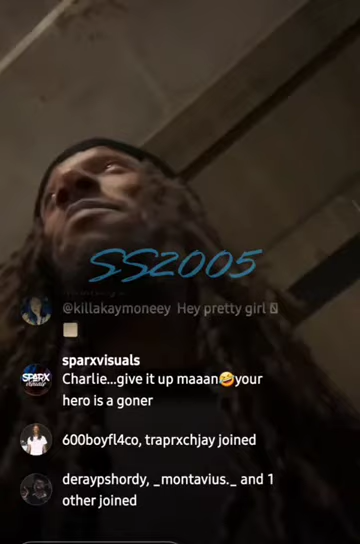 SS2005
@killakaymoneey Hey pretty girl
sparxvisuals
Charlie...give it up maaan🤣your
hero is a goner
600boyfl4co, traprxchjay joined
deraypshordy, _montavius._ and 1
other joined